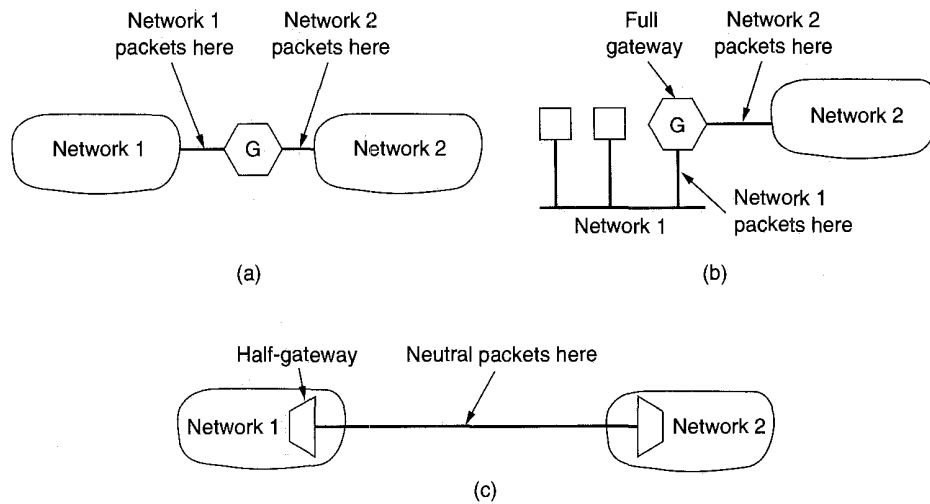 Network 1
packets here
Network 2
packets here
Network 1
G
Network 2
(a)
Full
gateway
Network 2
packets here
G
Network 2
Network 1
packets here
Network 1
(b)
Half-gateway
Neutral packets here
Network 1
Network 2
(c)